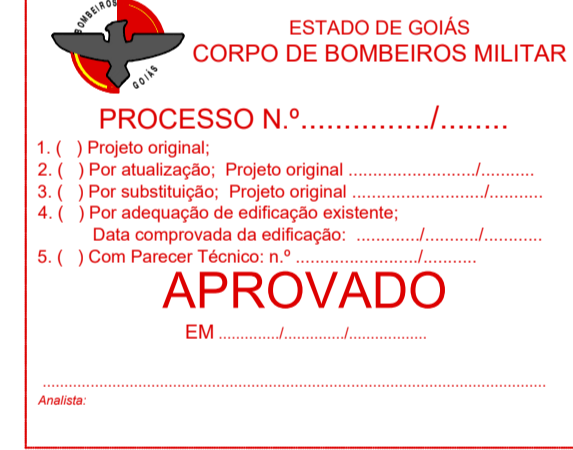 BOMBEIROS
GOIÁS
ESTADO DE GOIÁS
CORPO DE BOMBEIROS MILITAR
PROCESSO N.º................/........
1. (   ) Projeto original;
2. (   ) Por atualização;  Projeto original .........................../...........
3. (   ) Por substituição;  Projeto original ............................/...........
4. (   ) Por adequação de edificação existente;
Data comprovada da edificação:  ............./.........../............
5. (   ) Com Parecer Técnico: n.º ........................../...........
APROVADO
EM ............../............../..................
..............................................................................................................
Analista: